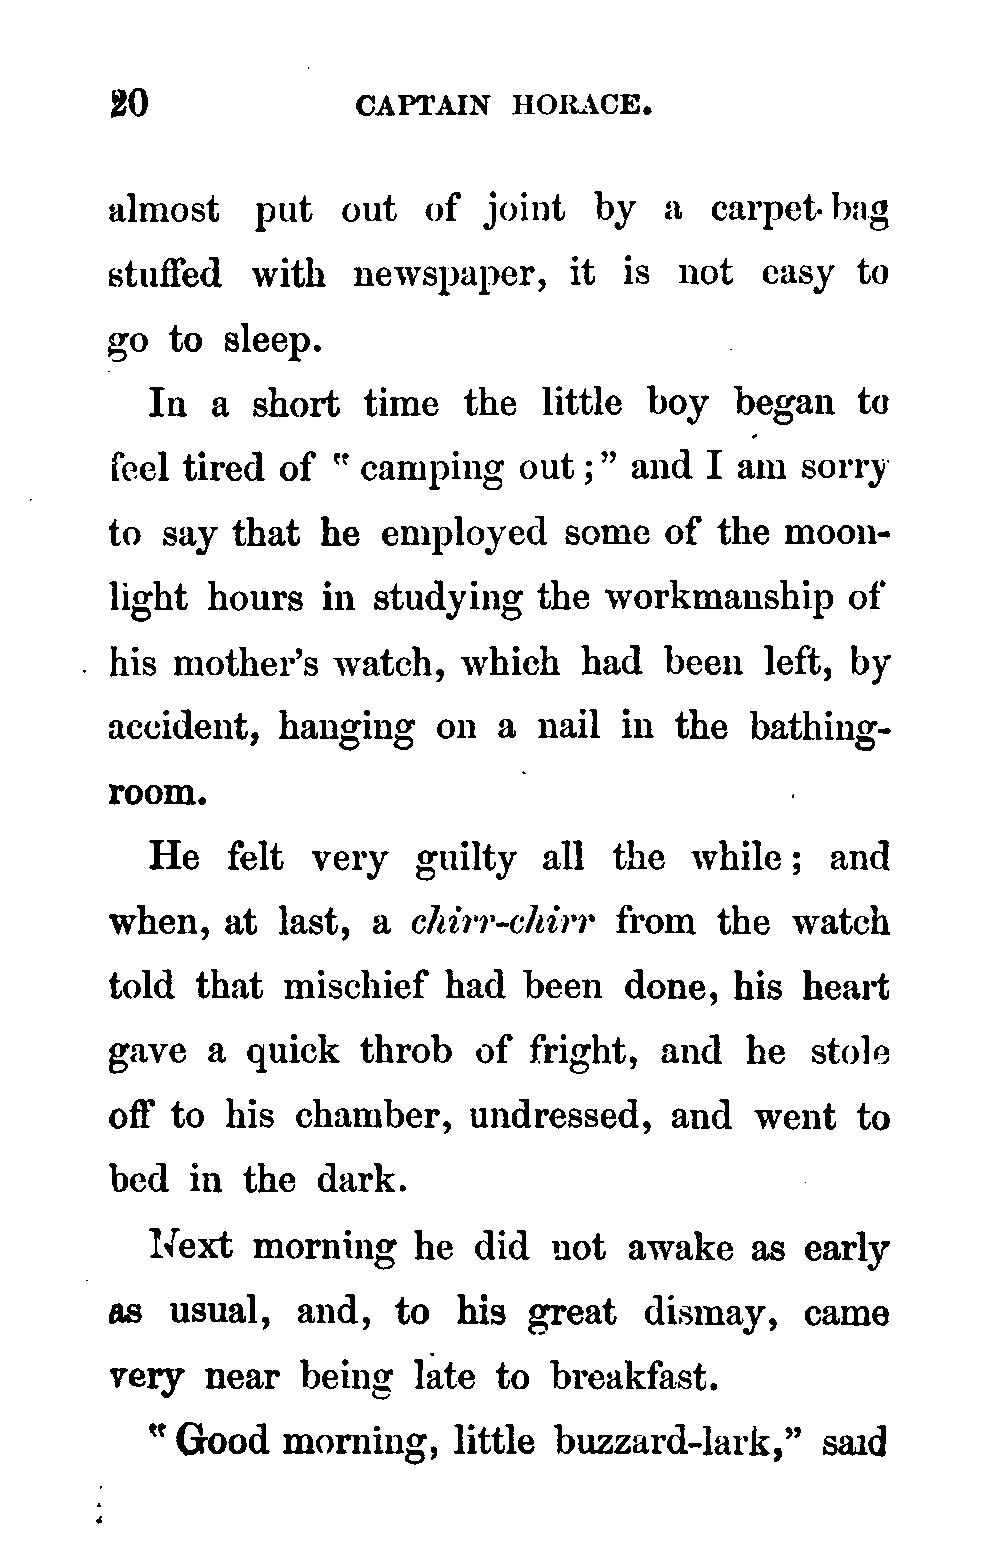 20 CAPTAIN HORACE.
almost put out of joint by a carpet-bag
stuffed with newspaper, it is not easy to
go to sleep.
In a short time the little boy began to
feel tired of "camping out;" and I am sorry
to say that he employed some of the moon-
light hours in studying the workmanship of
his mother's watch, which had been left, by
accident, hanging on a nail in the bathing-
room.
He felt very guilty all the while; and
when, at last, a chirr-chirr from the watch
told that mischief had been done, his heart
gave a quick throb of fright, and he stole
off to his chamber, undressed, and went to
bed in the dark.
Next morning he did not awake as early
as usual, and, to his great dismay, came
very near being late to breakfast.
"Good morning, little buzzard-lark," said